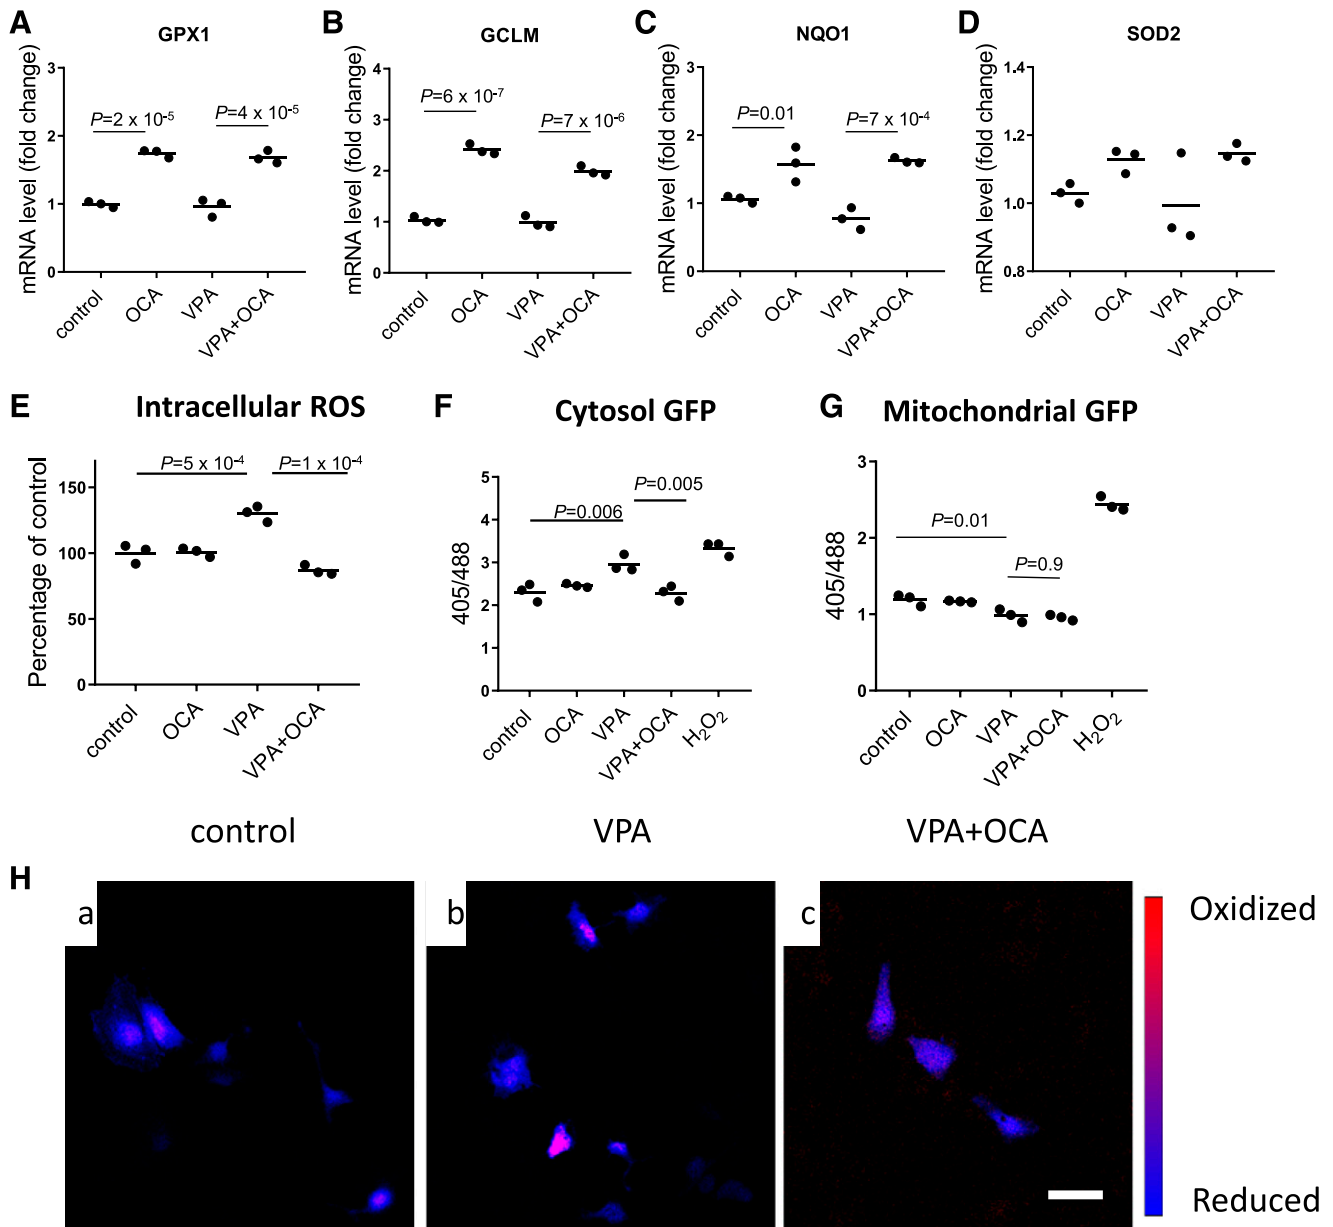 A
GPX1
mRNA level (fold change)
3
2
1
0
P=2 x 10-5
P=4 x 10-5
control
OCA
VPA
VPA+OCA
B
GCLM
mRNA level (fold change)
4
3
2
1
0
P=6 x 10-7
P=7 x 10-6
control
OCA
VPA
VPA+OCA
C
NQO1
mRNA level (fold change)
3
2
1
0
P=0.01
P=7 x 10-4
control
OCA
VPA
VPA+OCA
D
SOD2
mRNA level (fold change)
1.4
1.2
1.0
0.8
control
OCA
VPA
VPA+OCA
E
Intracellular ROS
Percentage of control
150
100
50
0
P=5 x 10-4
P=1 x 10-4
control
OCA
VPA
VPA+OCA
F
Cytosol GFP
405/488
5
4
3
2
1
0
P=0.006
P=0.005
control
OCA
VPA
VPA+OCA
H2O2
G
Mitochondrial GFP
405/488
3
2
1
0
P=0.01
P=0.9
control
OCA
VPA
VPA+OCA
H2O2
control
VPA
VPA+OCA
H
a
b
c
Oxidized
Reduced